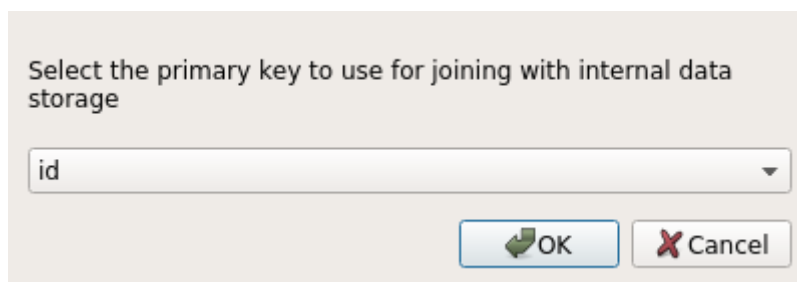 Select the primary key to use for joining with internal data
storage
id
OK
Cancel